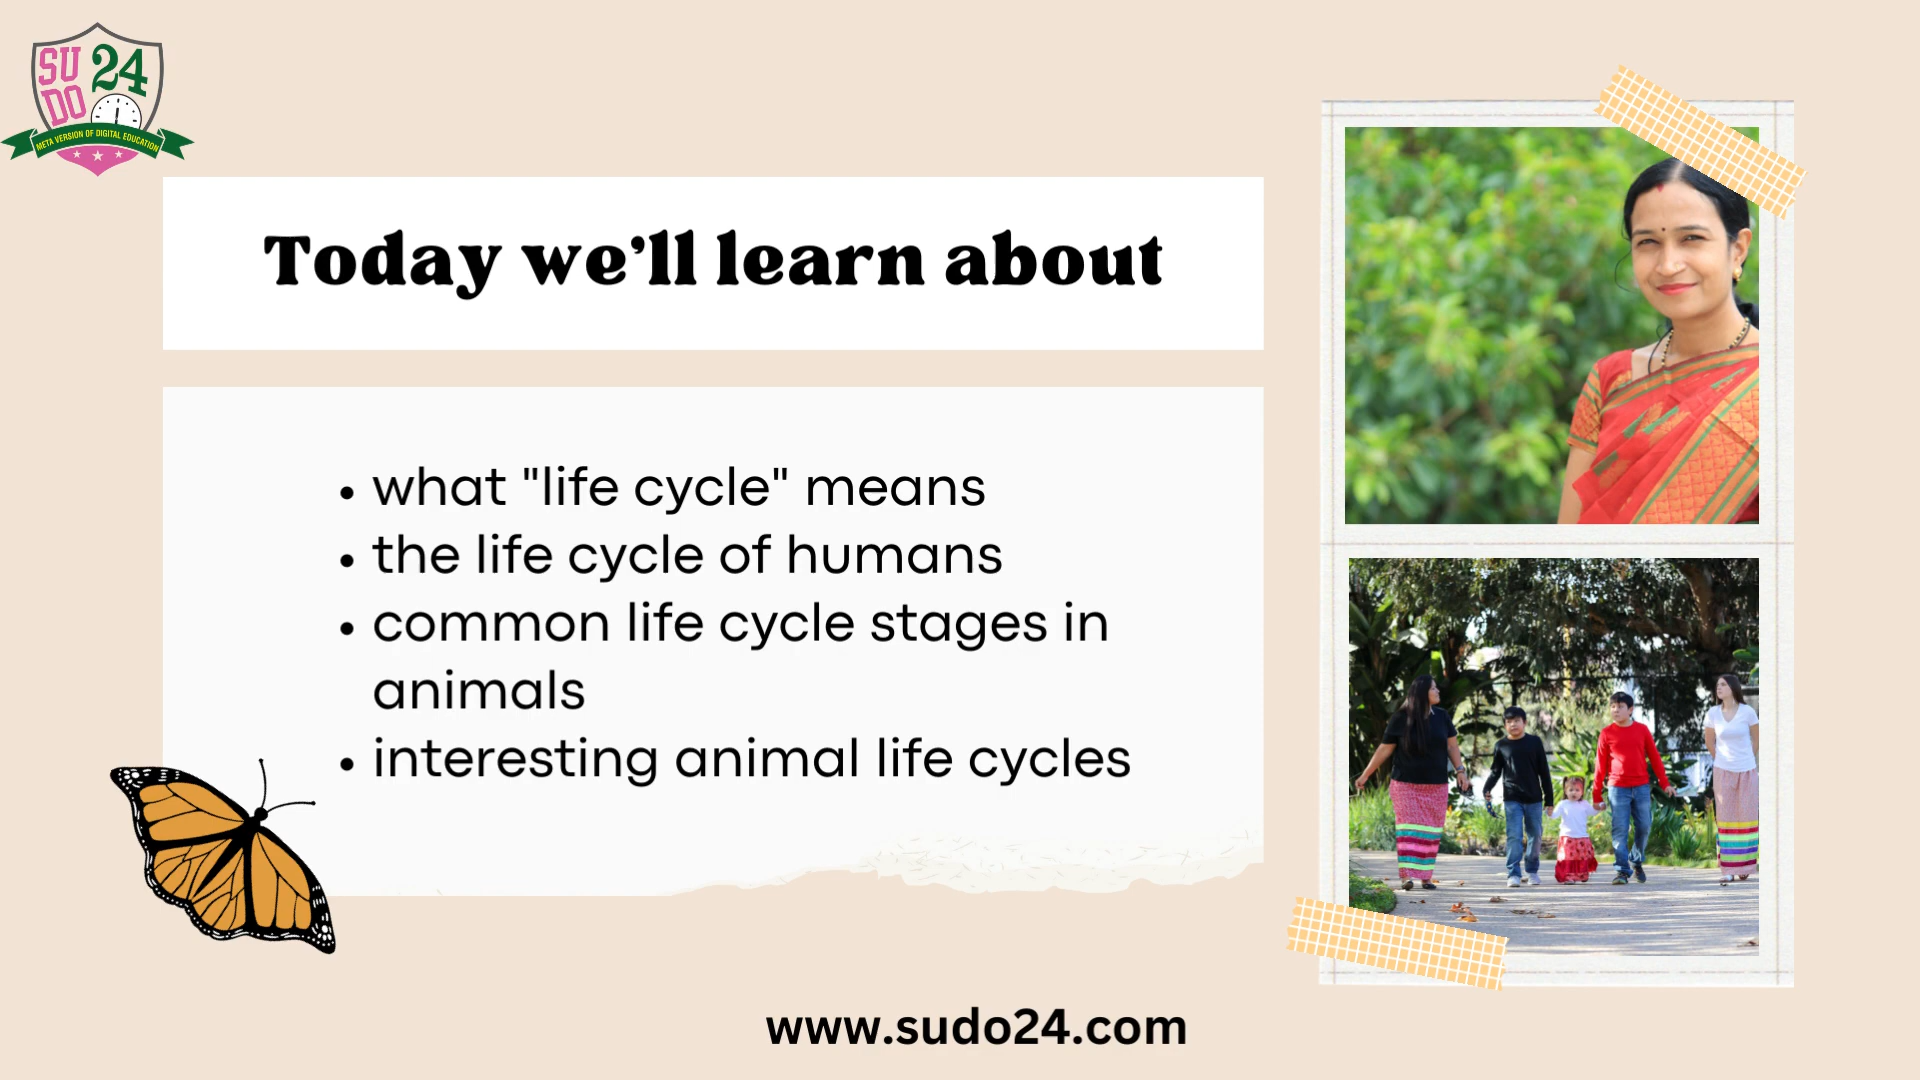 SU 24
DO
META VERSION OF DIGITAL EDUCATION
Today we'll learn about
• what "life cycle" means
• the life cycle of humans
• common life cycle stages in
animals
• interesting animal life cycles
www.sudo24.com